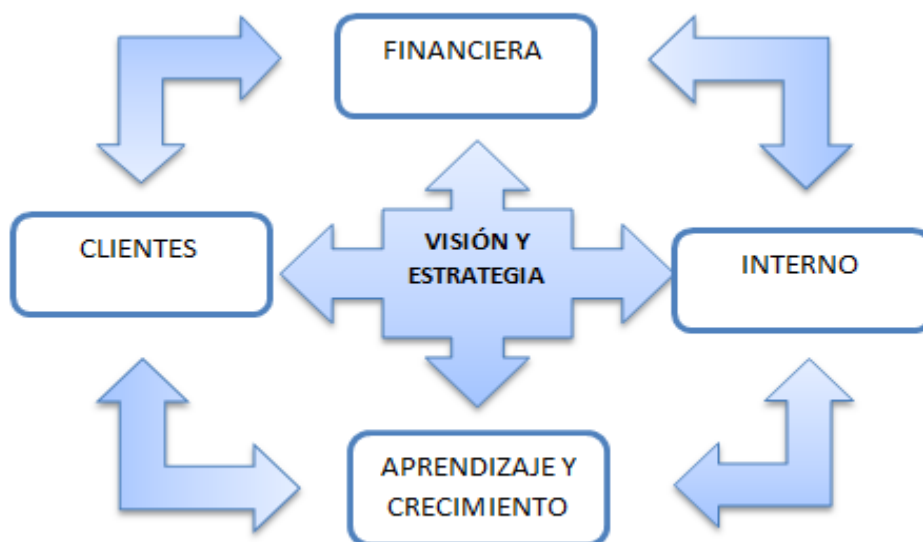 FINANCIERA
CLIENTES
VISIÓN Y
ESTRATEGIA
INTERNO
APRENDIZAJE Y
CRECIMIENTO